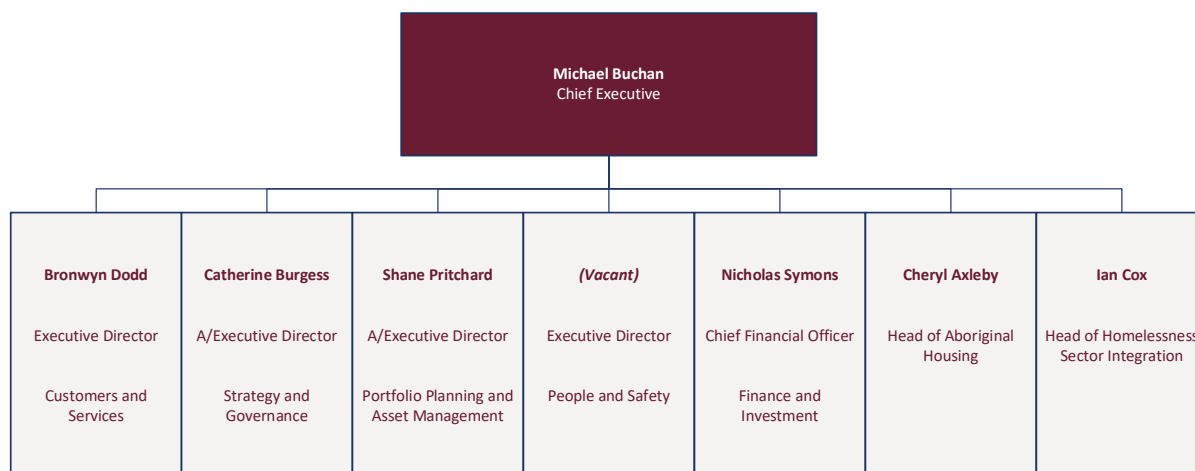 Michael Buchan
Chief Executive
Bronwyn Dodd
Executive Director
Customers and
Services
Catherine Burgess
A/Executive Director
Strategy and
Governance
Shane Pritchard
A/Executive Director
Portfolio Planning and
Asset Management
(Vacant)
Executive Director
People and Safety
Nicholas Symons
Chief Financial Officer
Finance and
Investment
Cheryl Axleby
Head of Aboriginal
Housing
Ian Cox
Head of Homelessness
Sector Integration